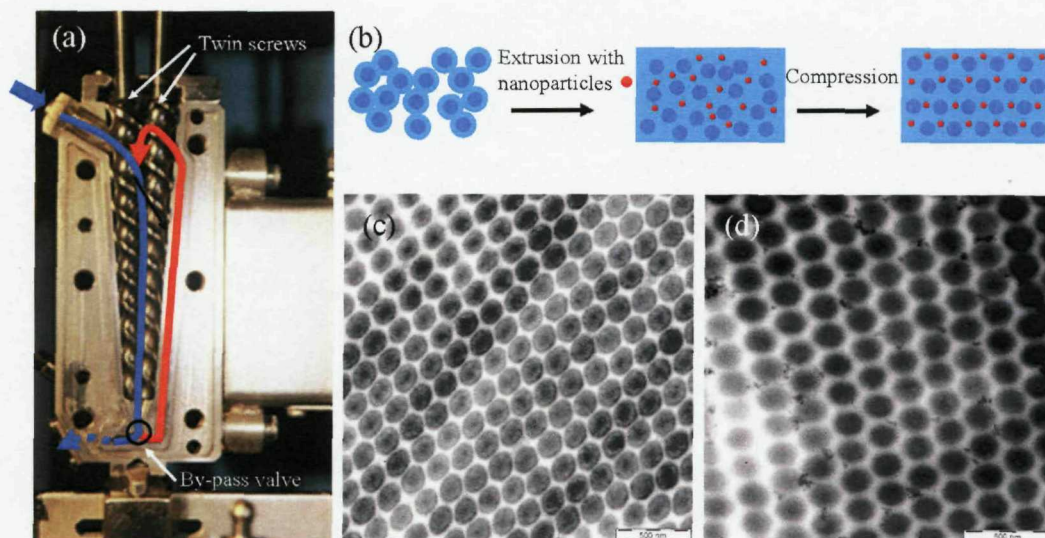 (a)
Twin screws
By-pass valve
(b)
Extrusion with
nanoparticles
Compression
(c)
500 nm
(d)
500 nm